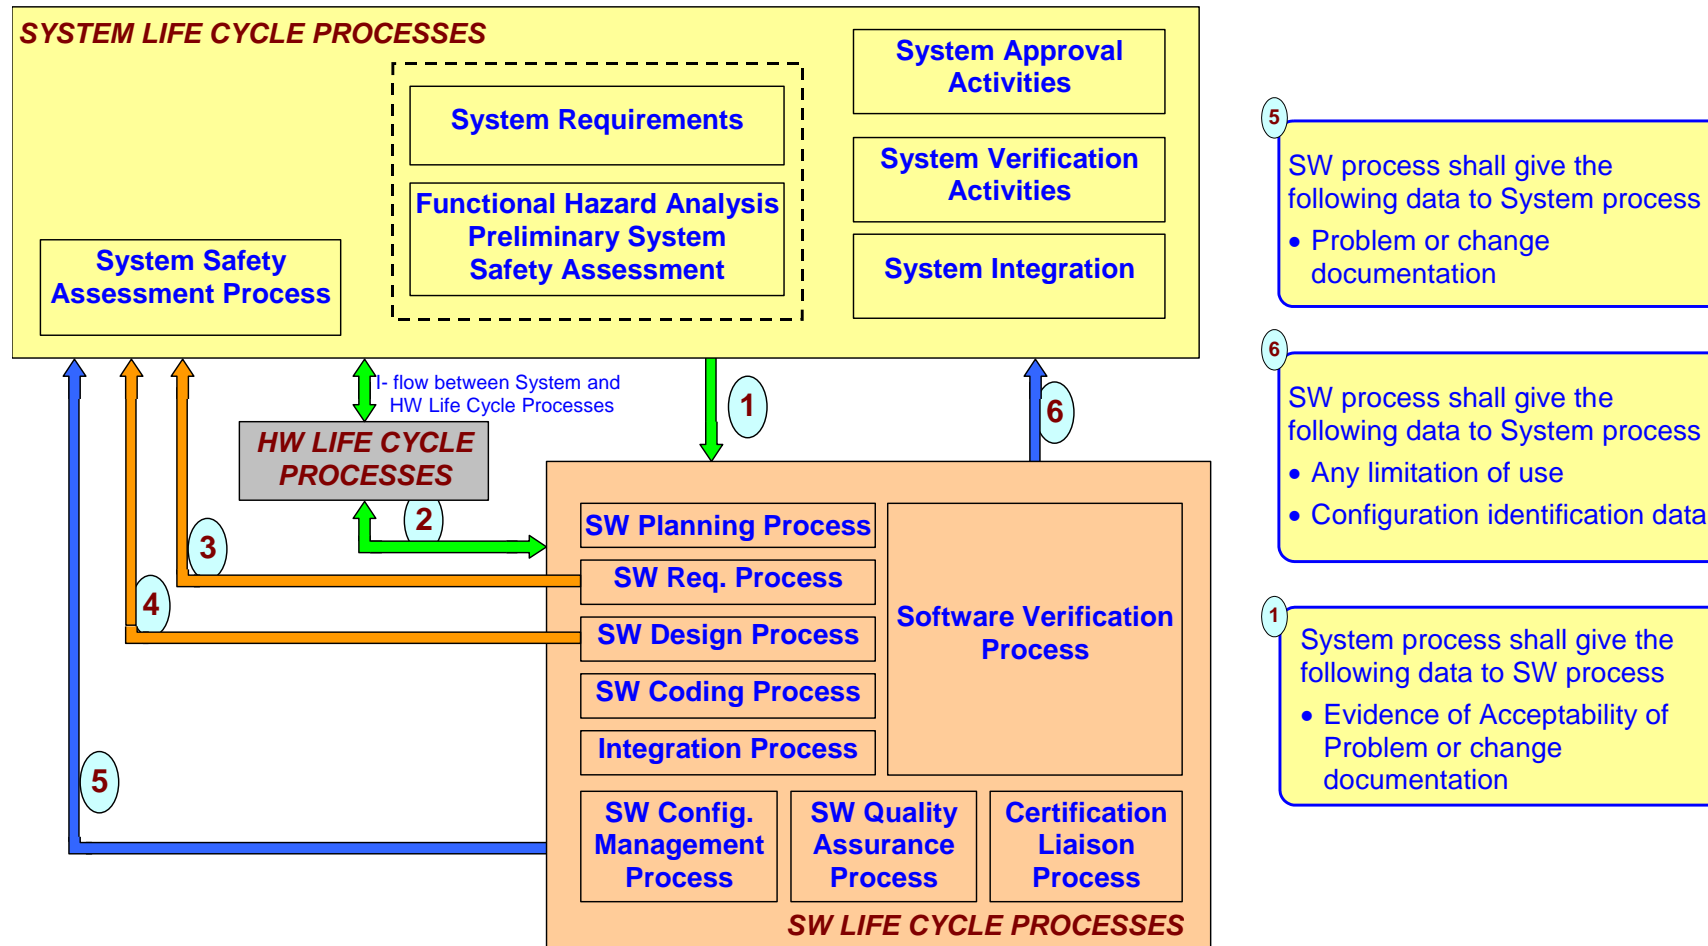 SYSTEM LIFE CYCLE PROCESSES
System Approval
Activities
System Requirements
System Verification
Activities
Functional Hazard Analysis
Preliminary System
Safety Assessment
System Safety
Assessment Process
System Integration
I- flow between System and
HW Life Cycle Processes
1
6
HW LIFE CYCLE
PROCESSES
2
3
4
5
SW Planning Process
SW Req. Process
SW Design Process
SW Coding Process
Integration Process
Software Verification
Process
SW Config.
Management
Process
SW Quality
Assurance
Process
Certification
Liaison
Process
SW LIFE CYCLE PROCESSES
5
SW process shall give the
following data to System process
• Problem or change
documentation
6
SW process shall give the
following data to System process
• Any limitation of use
• Configuration identification data
1
System process shall give the
following data to SW process
• Evidence of Acceptability of
Problem or change
documentation